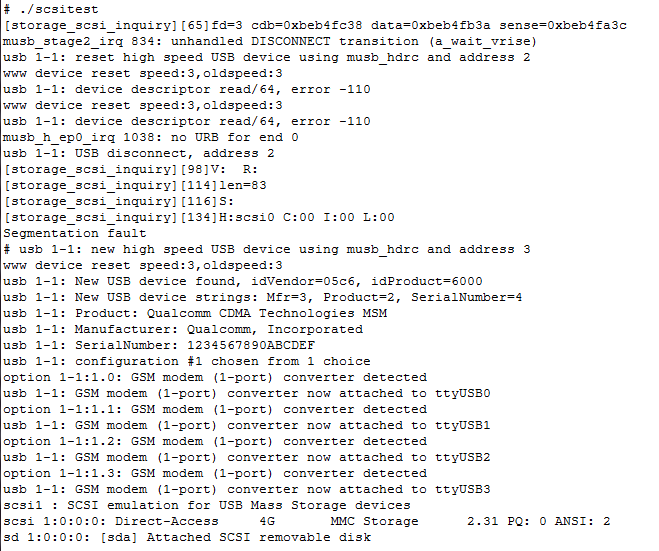 # ./scsitest
[storage_scsi_inquiry][65]fd=3 cdb=0xbeb4fc38 data=0xbeb4fb3a sense=0xbeb4fa3c
musb_stage2_irq 834: unhandled DISCONNECT transition (a_wait_vrise)
usb 1-1: reset high speed USB device using musb_hdrc and address 2
www device reset speed:3,oldspeed:3
usb 1-1: device descriptor read/64, error -110
www device reset speed:3,oldspeed:3
usb 1-1: device descriptor read/64, error -110
musb_h_ep0_irq 1038: no URB for end 0
usb 1-1: USB disconnect, address 2
[storage_scsi_inquiry][98]V:  R:
[storage_scsi_inquiry][114]len=83
[storage_scsi_inquiry][116]S:
[storage_scsi_inquiry][134]H:scsi0 C:00 I:00 L:00
Segmentation fault
# usb 1-1: new high speed USB device using musb_hdrc and address 3
www device reset speed:3,oldspeed:3
usb 1-1: New USB device found, idVendor=05c6, idProduct=6000
usb 1-1: New USB device strings: Mfr=3, Product=2, SerialNumber=4
usb 1-1: Product: Qualcomm CDMA Technologies MSM
usb 1-1: Manufacturer: Qualcomm, Incorporated
usb 1-1: SerialNumber: 1234567890ABCDEF
usb 1-1: configuration #1 chosen from 1 choice
option 1-1:1.0: GSM modem (1-port) converter detected
usb 1-1: GSM modem (1-port) converter now attached to ttyUSB0
option 1-1:1.1: GSM modem (1-port) converter detected
usb 1-1: GSM modem (1-port) converter now attached to ttyUSB1
option 1-1:1.2: GSM modem (1-port) converter detected
usb 1-1: GSM modem (1-port) converter now attached to ttyUSB2
option 1-1:1.3: GSM modem (1-port) converter detected
usb 1-1: GSM modem (1-port) converter now attached to ttyUSB3
scsi1 : SCSI emulation for USB Mass Storage devices
scsi 1:0:0:0: Direct-Access     4G       MMC Storage      2.31 PQ: 0 ANSI: 2
sd 1:0:0:0: [sda] Attached SCSI removable disk